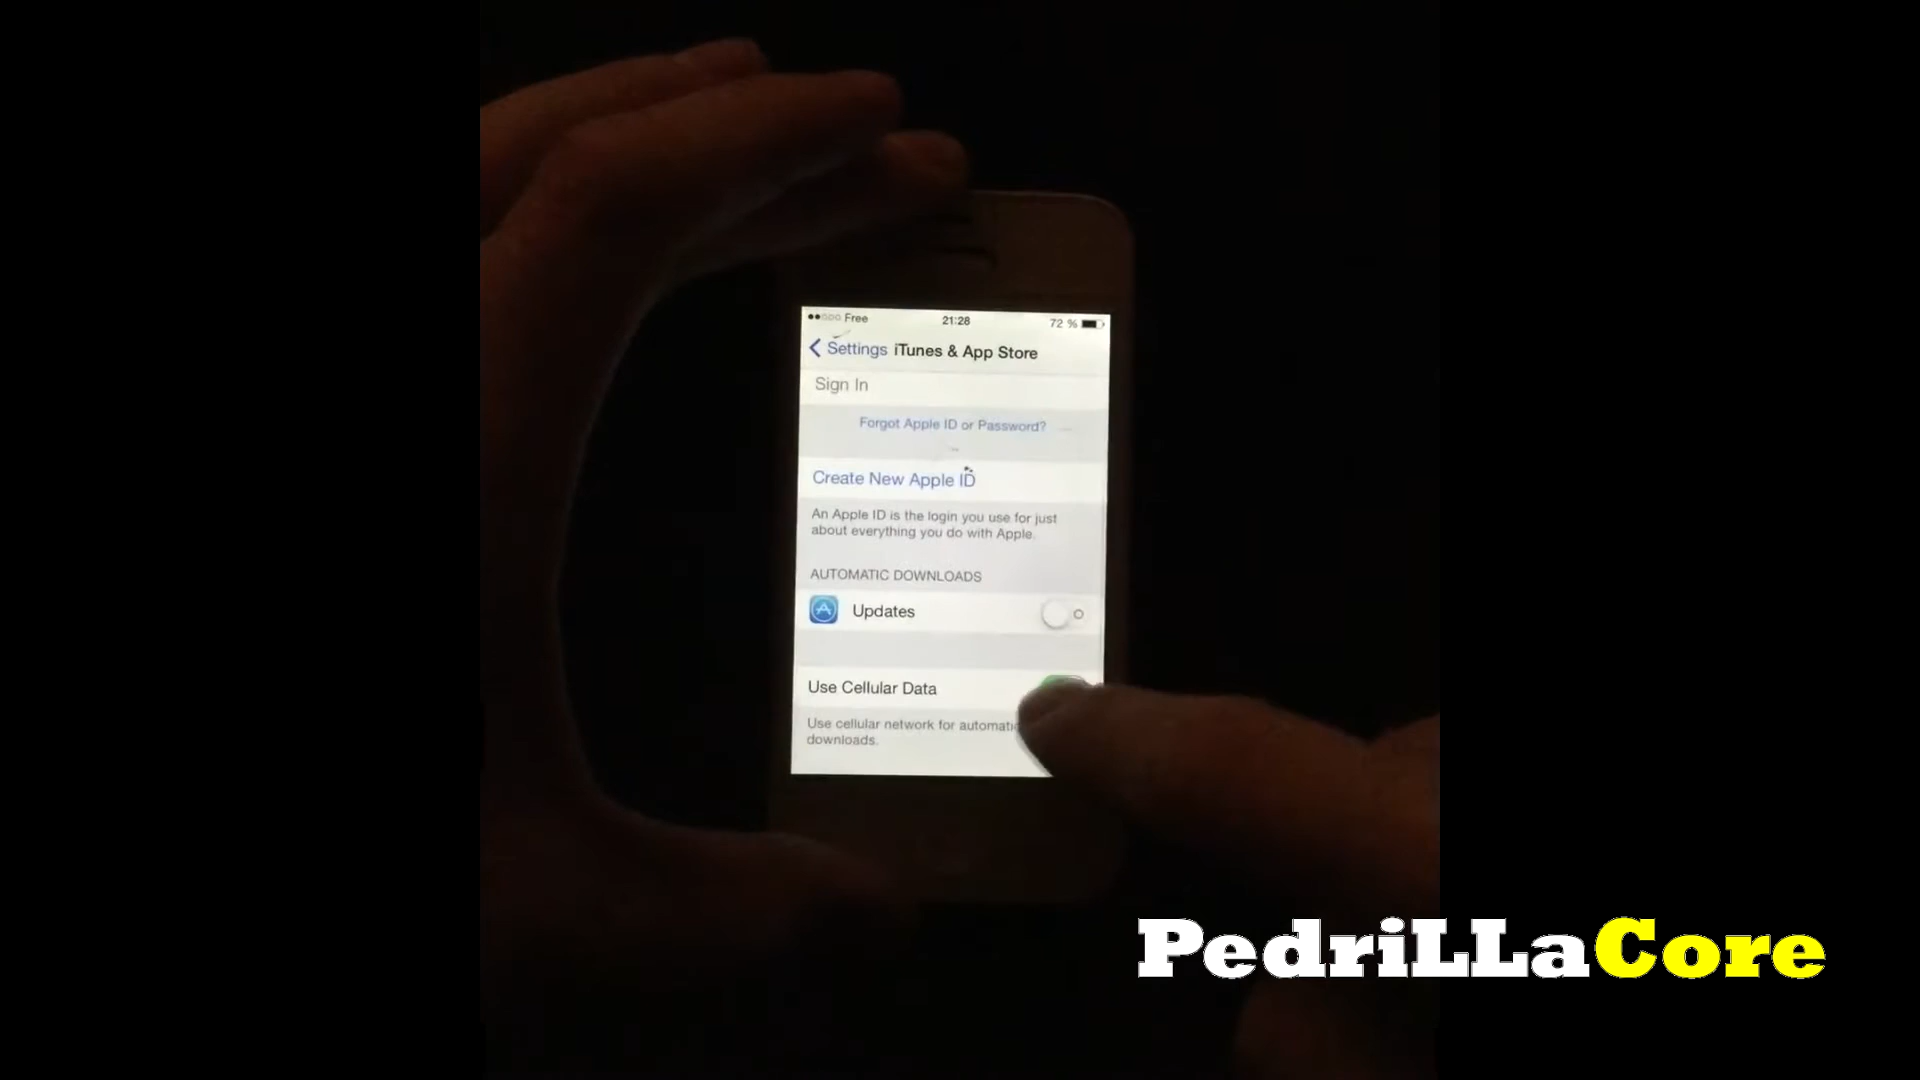 Free 21:28 72 %
Settings iTunes & App Store
Sign In
Forgot Apple ID or Password?
Create New Apple ID
An Apple ID is the login you use for just
about everything you do with Apple.
AUTOMATIC DOWNLOADS
Updates
Use Cellular Data
Use cellular network for automatic
downloads.
PedriLLaCore